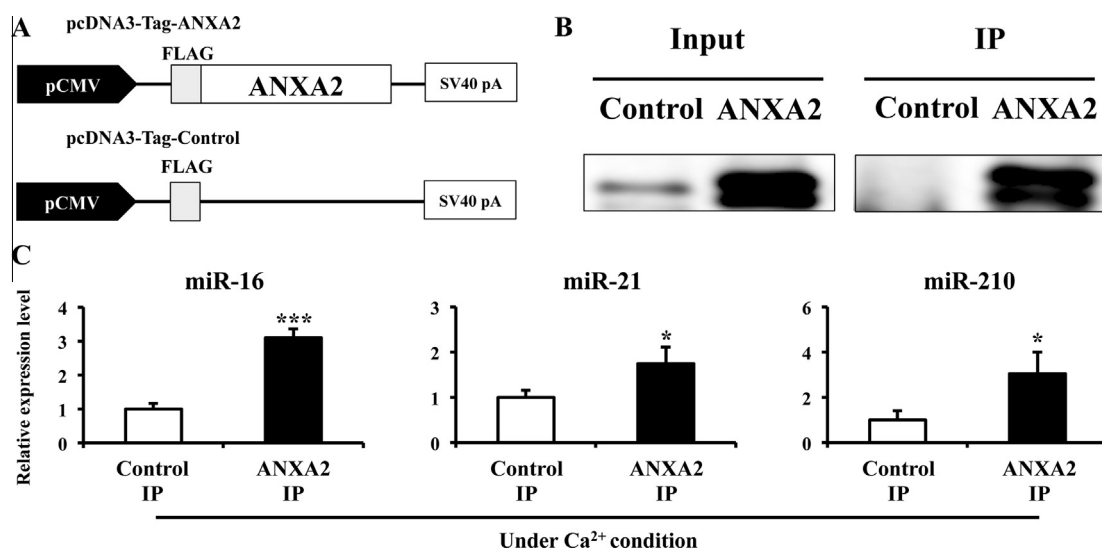 A
pcDNA3-Tag-ANXA2
FLAG
pCMV
ANXA2
SV40 pA
pcDNA3-Tag-Control
FLAG
pCMV
SV40 pA
B
Input
IP
Control ANXA2
Control ANXA2
C
miR-16
miR-21
miR-210
Relative expression level
4
3
2
1
0
***
Control
IP
ANXA2
IP
3
2
1
0
*
Control
IP
ANXA2
IP
6
4
2
0
*
Control
IP
ANXA2
IP
Under Ca²⁺ condition